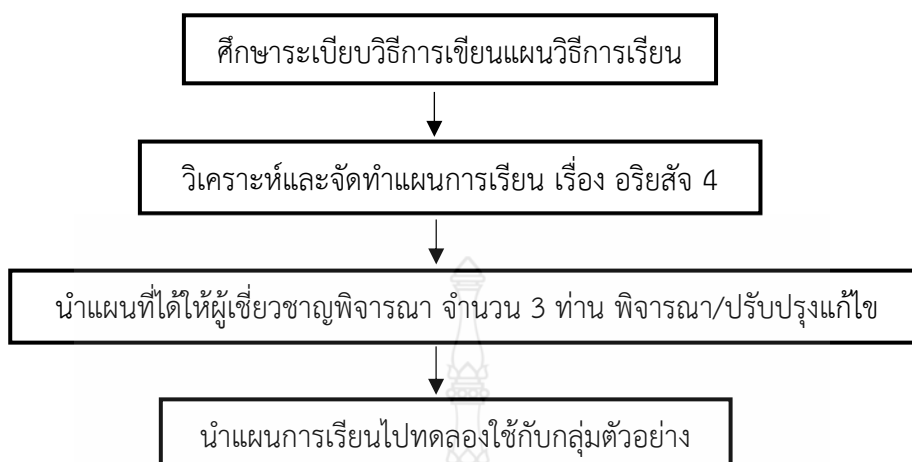 ศึกษาระเบียบวิธีการเขียนแผนวิธีการเรียน
วิเคราะห์และจัดทำแผนการเรียน เรื่อง อริยสัจ 4
นำแผนที่ได้ให้ผู้เชี่ยวชาญพิจารณา จำนวน 3 ท่าน พิจารณา/ปรับปรุงแก้ไข
นำแผนการเรียนไปทดลองใช้กับกลุ่มตัวอย่าง